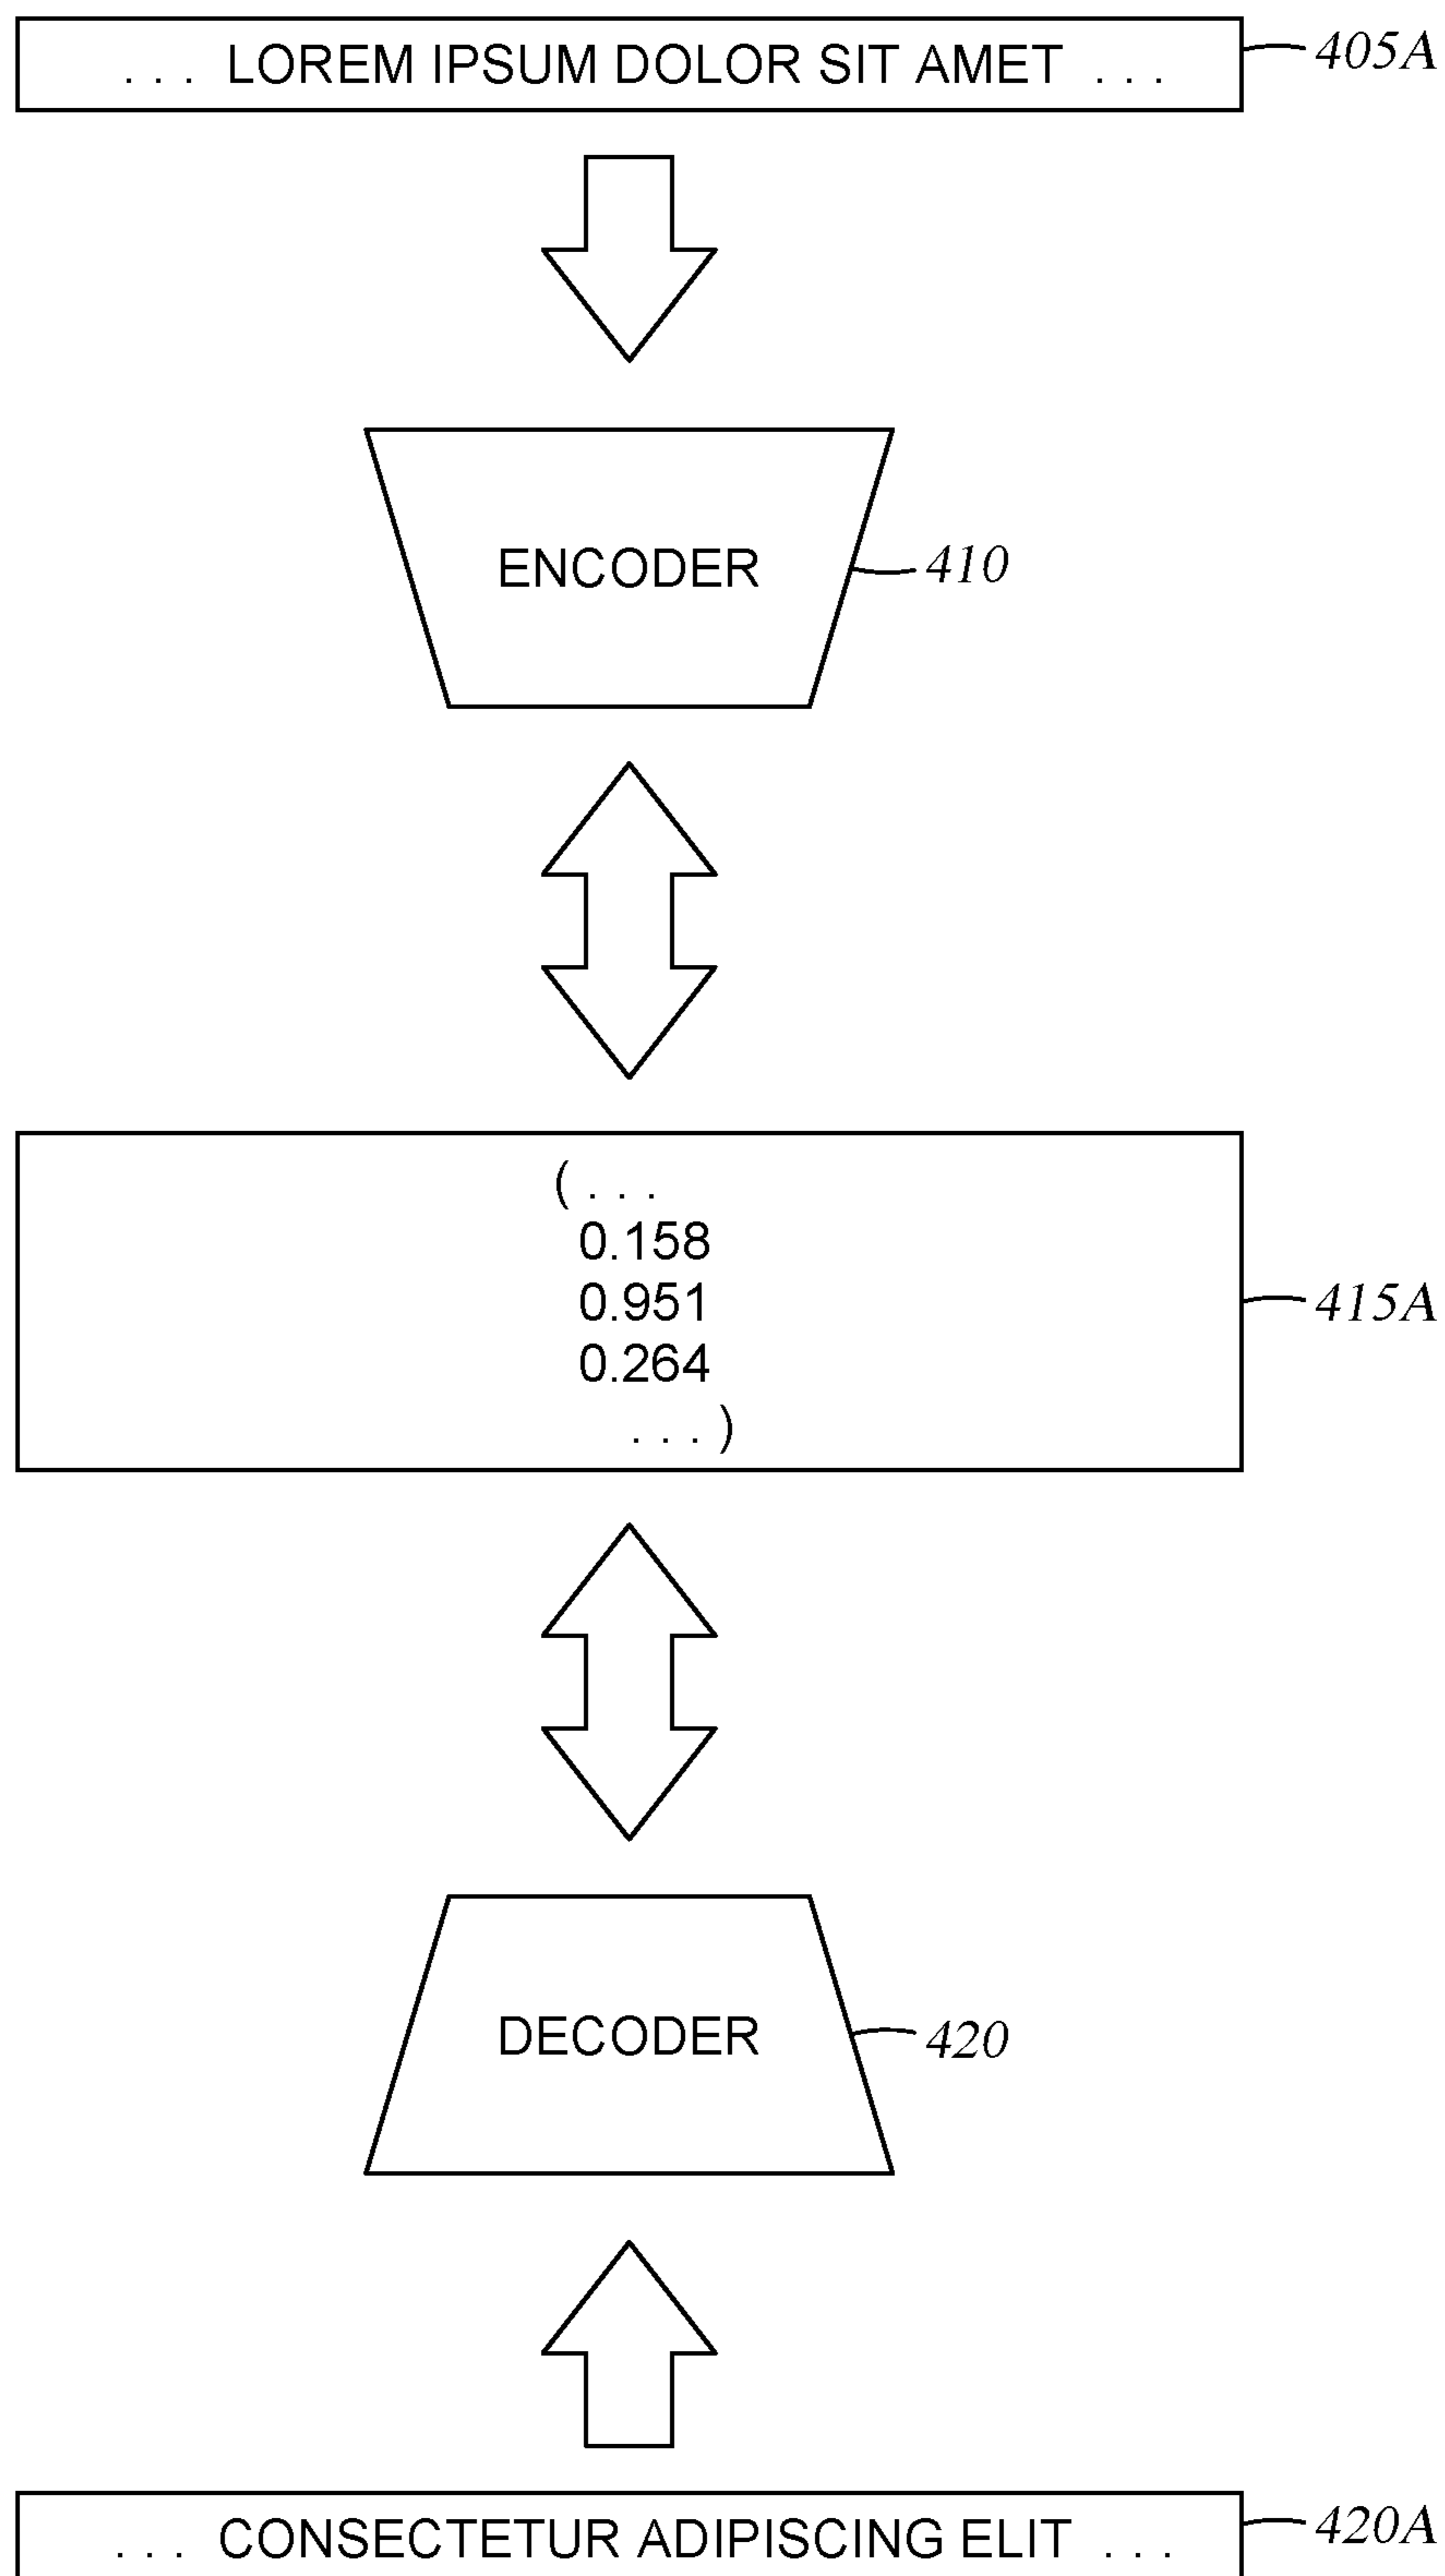 . . . LOREM IPSUM DOLOR SIT AMET . . . 405A
ENCODER 410
( . . .
0.158
0.951
0.264
. . . )
415A
DECODER 420
. . . CONSECTETUR ADIPISCING ELIT . . . 420A